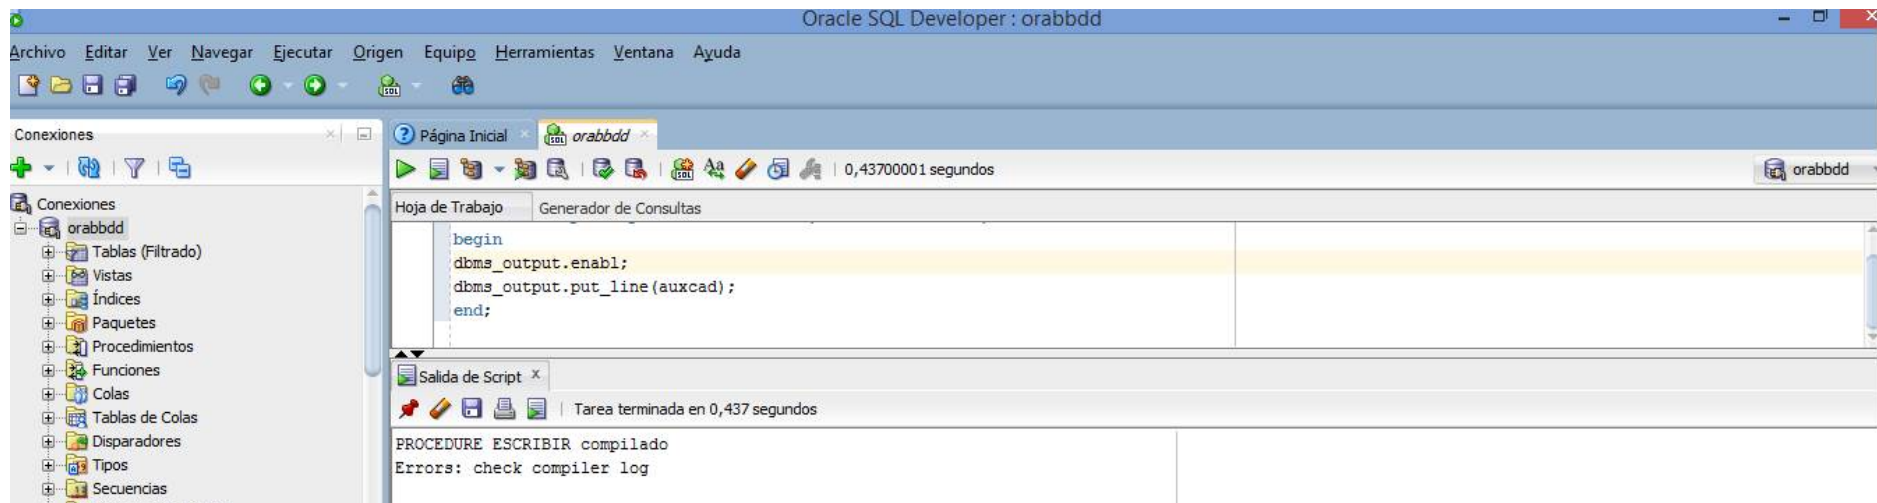 Oracle SQL Developer : orabbdd
Archivo Editar Ver Navegar Ejecutar Origen Equipo Herramientas Ventana Ayuda
Conexiones
Página Inicial
orabbdd
0,43700001 segundos
orabbdd
Conexiones
orabbdd
Tablas (Filtrado)
Vistas
Índices
Paquetes
Procedimientos
Funciones
Colas
Tablas de Colas
Disparadores
Tipos
Secuencias
Hoja de Trabajo
Generador de Consultas
begin
dbms_output.enabl;
dbms_output.put_line(auxcad);
end;
Salida de Script
Tarea terminada en 0,437 segundos
PROCEDURE ESCRIBIR compilado
Errors: check compiler log